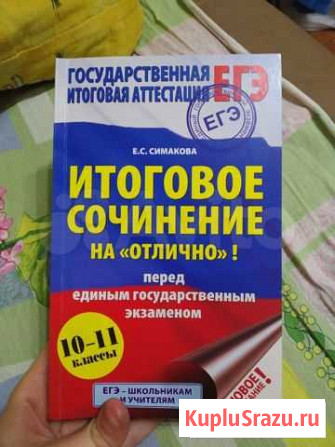 ГОСУДАРСТВЕННАЯ
ИТОГОВАЯ АТТЕСТАЦИЯ ЕГЭ
ЕГЭ
Е.С. СИМАКОВА
ИТОГОВОЕ
СОЧИНЕНИЕ
НА «ОТЛИЧНО» !
перед
единым государственным
экзаменом
10–11
КЛАССЫ
ЕГЭ – ШКОЛЬНИКАМ
И УЧИТЕЛЯМ
KupluSrazu.ru